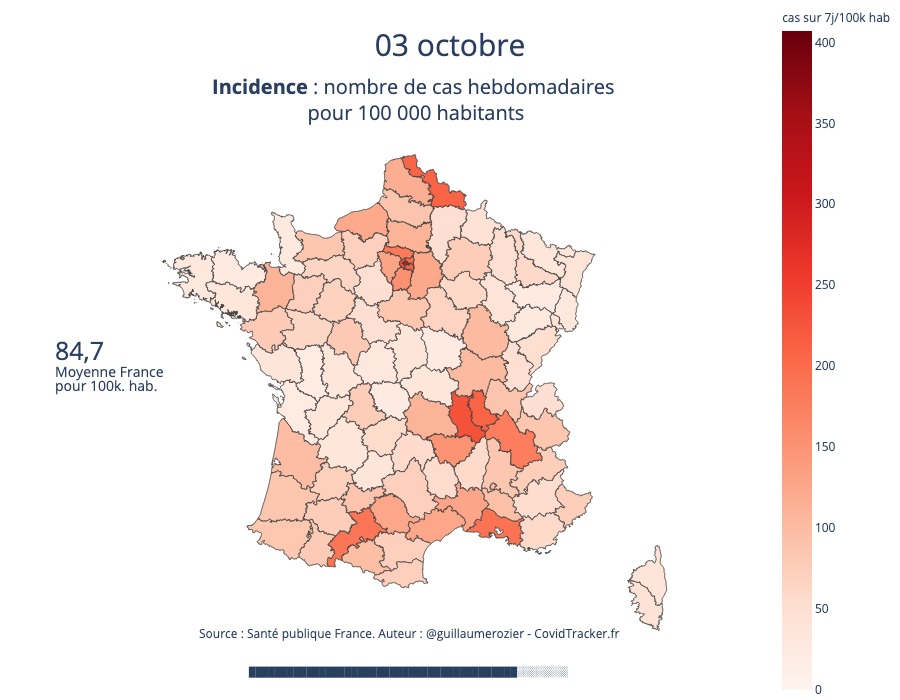 cas sur 7j/100k hab
03 octobre
Incidence : nombre de cas hebdomadaires
pour 100 000 habitants
400
350
300
250
200
150
100
50
0
84,7
Moyenne France
pour 100k. hab.
Source : Santé publique France. Auteur : @guillaumerozier - CovidTracker.fr